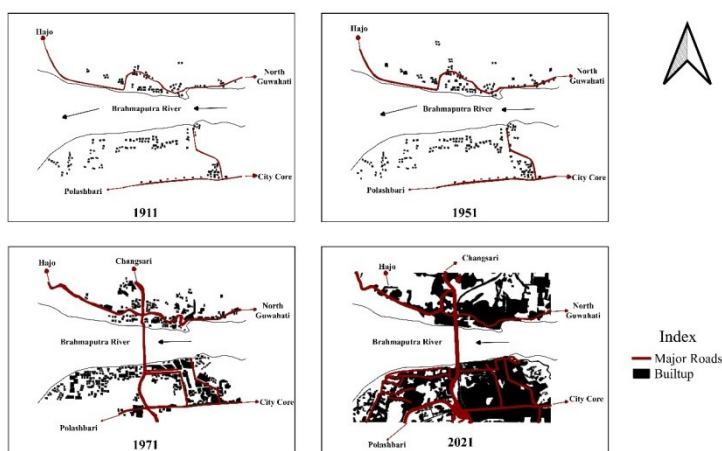 Hajo
North
Guwahati
Brahmaputra River
Polashbari
City Core
1911
Hajo
North
Guwahati
Brahmaputra River
Polashbari
City Core
1951
Hajo
Changsari
North
Guwahati
Brahmaputra River
Polashbari
City Core
1971
Changsari
Hajo
North
Guwahati
Brahmaputra River
City Core
Polashbari
2021
Index
Major Roads
Builtup